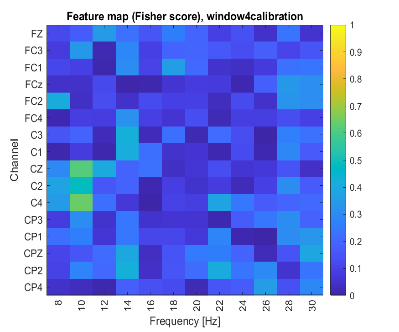 Feature map (Fisher score), window4calibration
Channel
FZ
FC3
FC1
FCz
FC2
FC4
C3
C1
CZ
C2
C4
CP3
CP1
CPZ
CP2
CP4
8 10 12 14 16 18 20 22 24 26 28 30
Frequency [Hz]
1
0.9
0.8
0.7
0.6
0.5
0.4
0.3
0.2
0.1
0